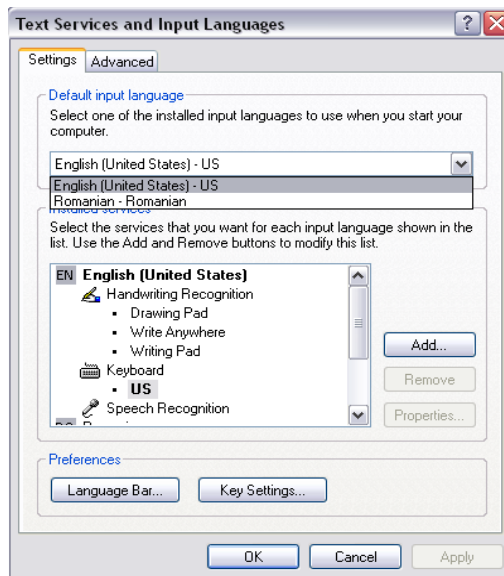 Text Services and Input Languages
Settings
Advanced
Default input language
Select one of the installed input languages to use when you start your
computer.
English (United States) - US
English (United States) - US
Romanian - Romanian
Installed services
Select the services that you want for each input language shown in the
list. Use the Add and Remove buttons to modify this list.
EN English (United States)
Handwriting Recognition
Drawing Pad
Write Anywhere
Writing Pad
Keyboard
US
Speech Recognition
Add...
Remove
Properties...
Preferences
Language Bar...
Key Settings...
OK
Cancel
Apply